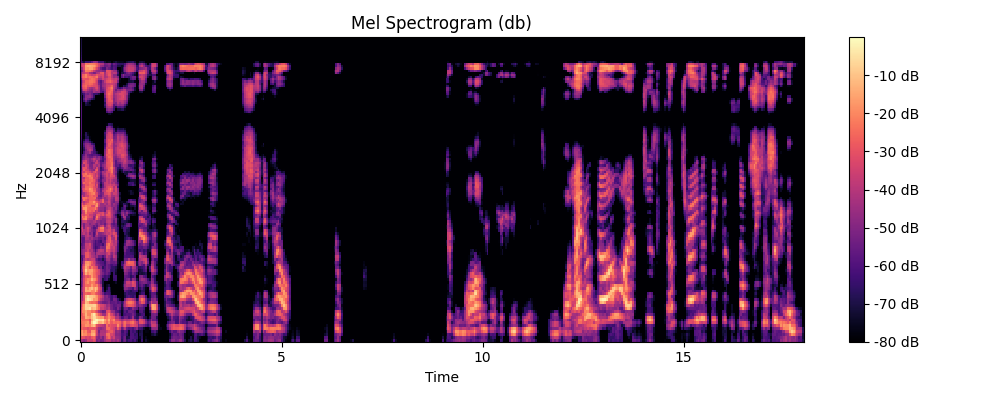 Mel Spectrogram (db)
Hz
8192
4096
2048
1024
512
0
0 5 10 15
Time
-10 dB
-20 dB
-30 dB
-40 dB
-50 dB
-60 dB
-70 dB
-80 dB